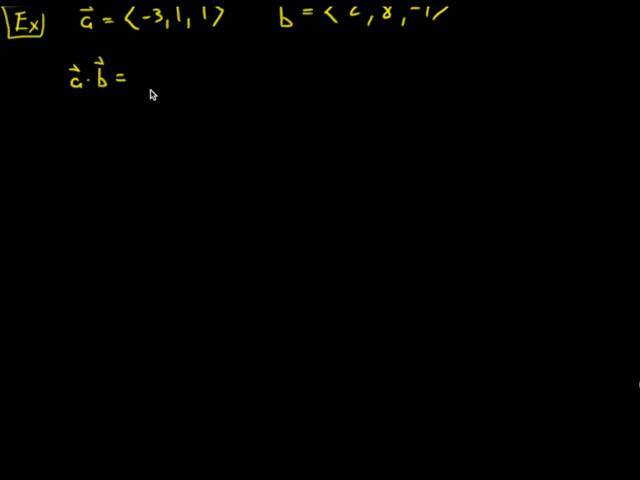 Ex a⃗ = ⟨-3, 1, 1⟩ b = ⟨ , 8, -1⟩
a⃗ · b⃗ =